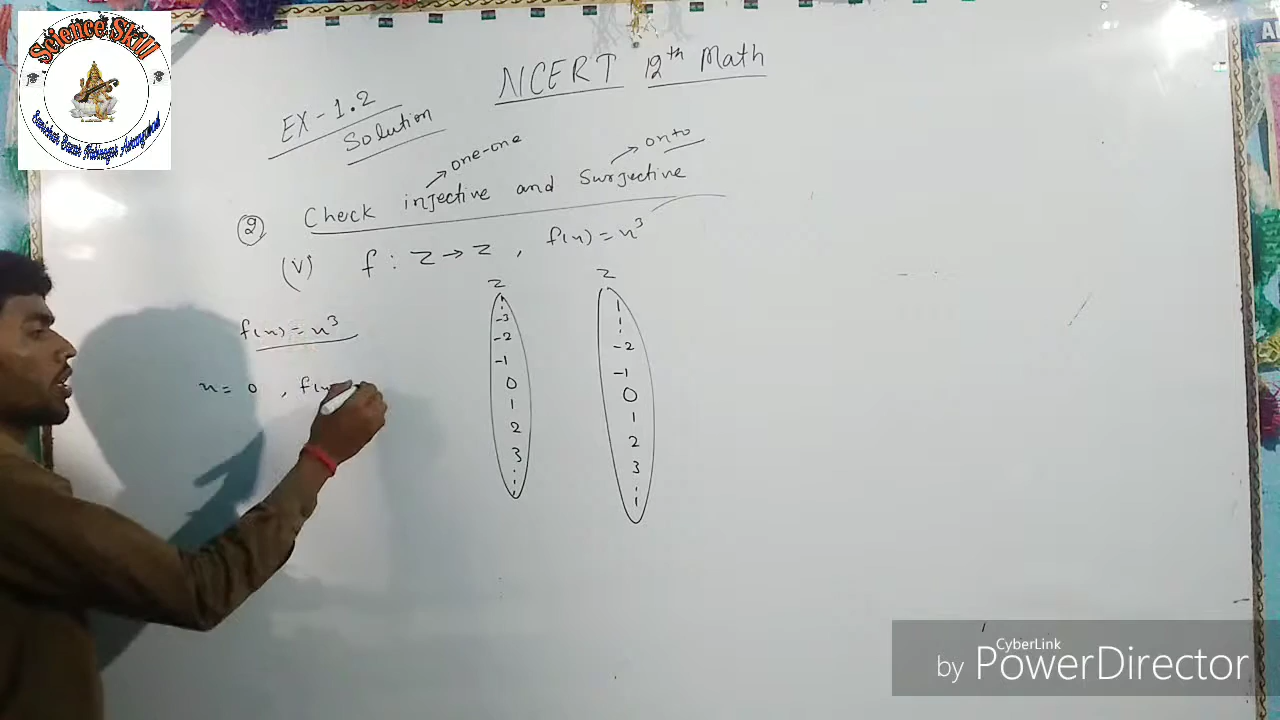 Science Skill
NCERT 12th Math
EX-1.2
Solution
one-one
onto
② Check injective and Surjective
(V) f : Z → Z , f(x) = x³
Z Z
f(x) = x³
-3
-2
-1
0
1
2
3
-2
-1
0
1
2
3
x = 0 , f(x
CyberLink
by PowerDirector